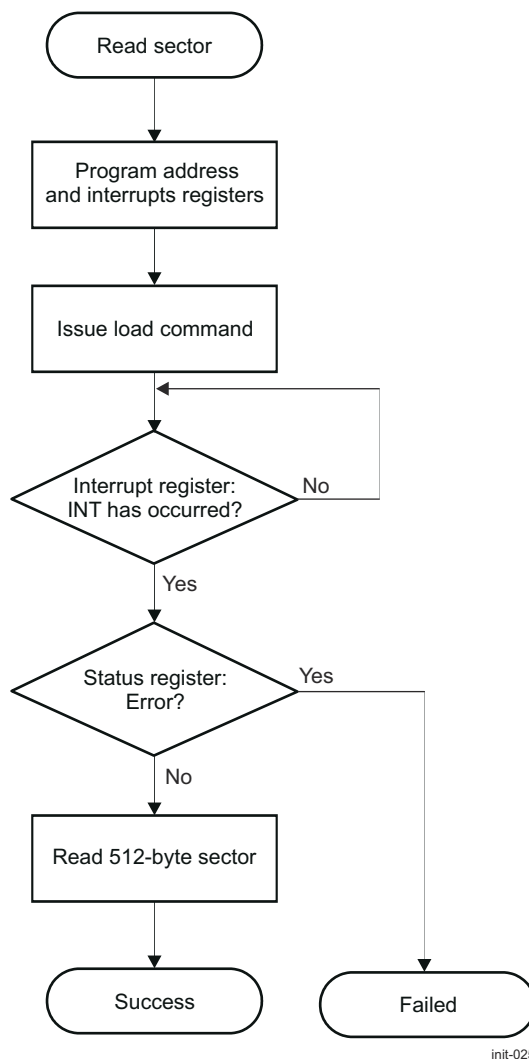 Read sector
Program address
and interrupts registers
Issue load command
Interrupt register:
INT has occurred?
No
Yes
Status register:
Error?
Yes
No
Read 512-byte sector
Success
Failed